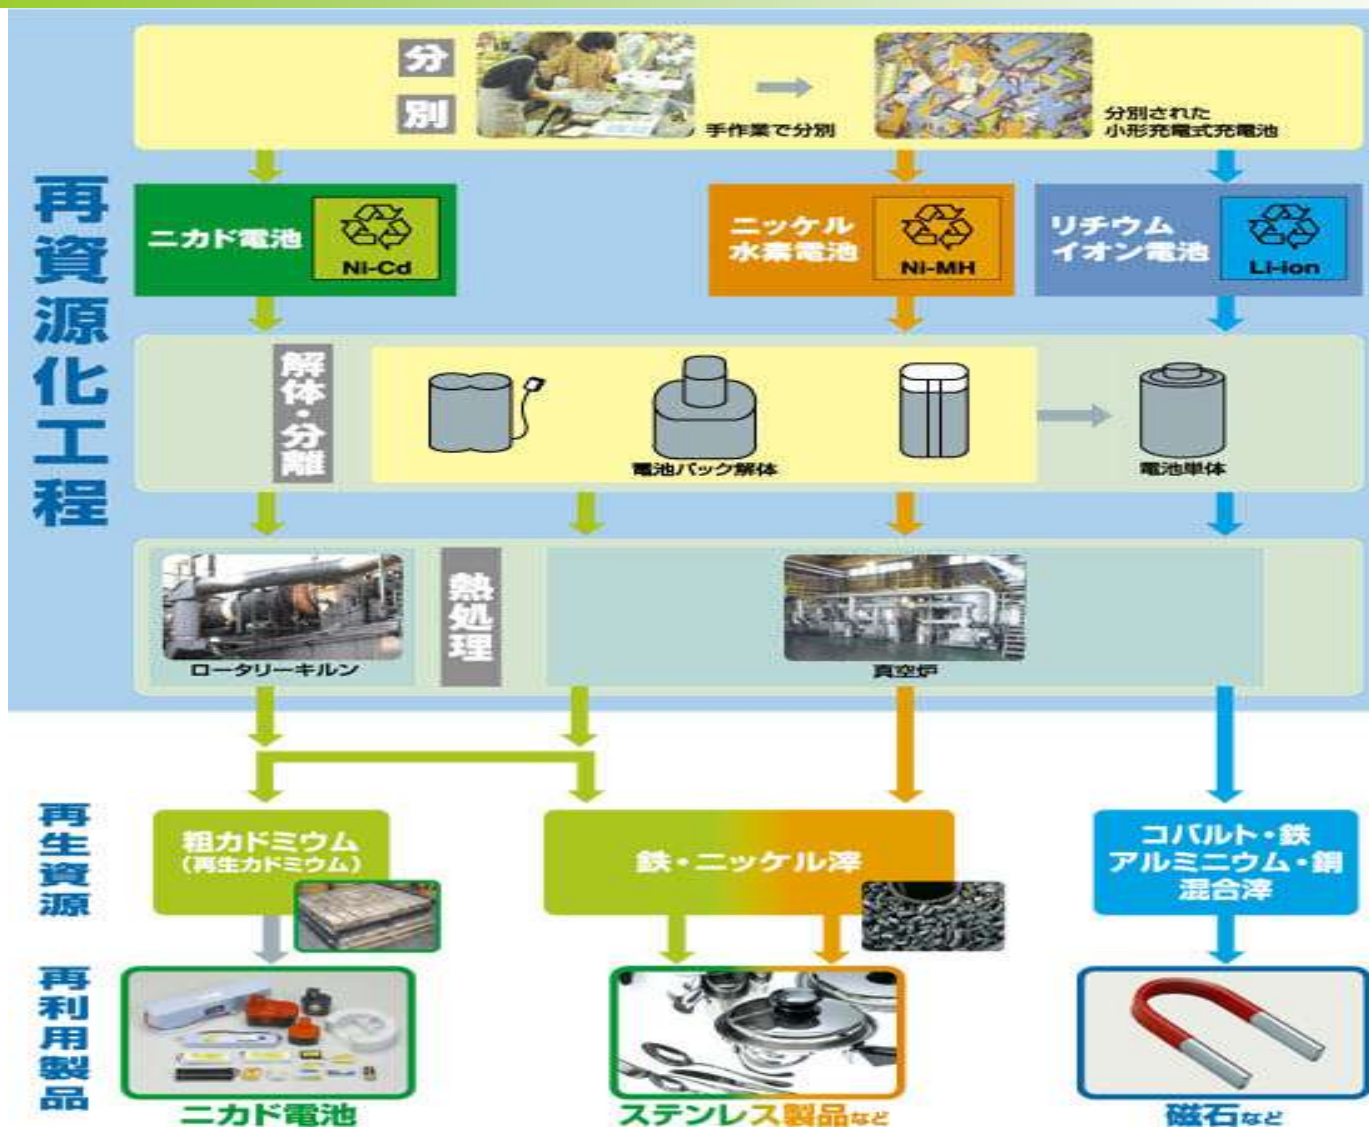 再資源化工程
分別
手作業で分別
分別された
小形充電式充電池
ニカド電池
Ni-Cd
ニッケル
水素電池
Ni-MH
リチウム
イオン電池
Li-ion
解体・分離
電池パック解体
電池単体
熱処理
ロータリーキルン
真空炉
再生資源
粗カドミウム
(再生カドミウム)
鉄・ニッケル滓
コバルト・鉄
アルミニウム・銅
混合滓
再利用製品
ニカド電池
ステンレス製品など
磁石など